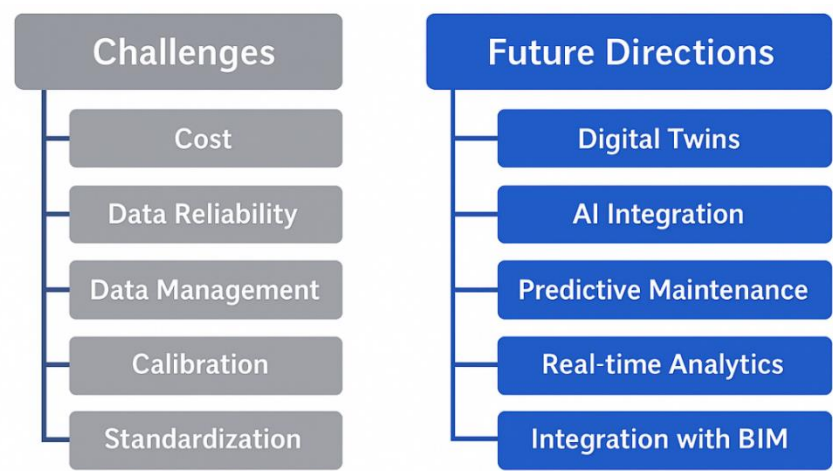 Challenges
Cost
Data Reliability
Data Management
Calibration
Standardization
Future Directions
Digital Twins
AI Integration
Predictive Maintenance
Real-time Analytics
Integration with BIM